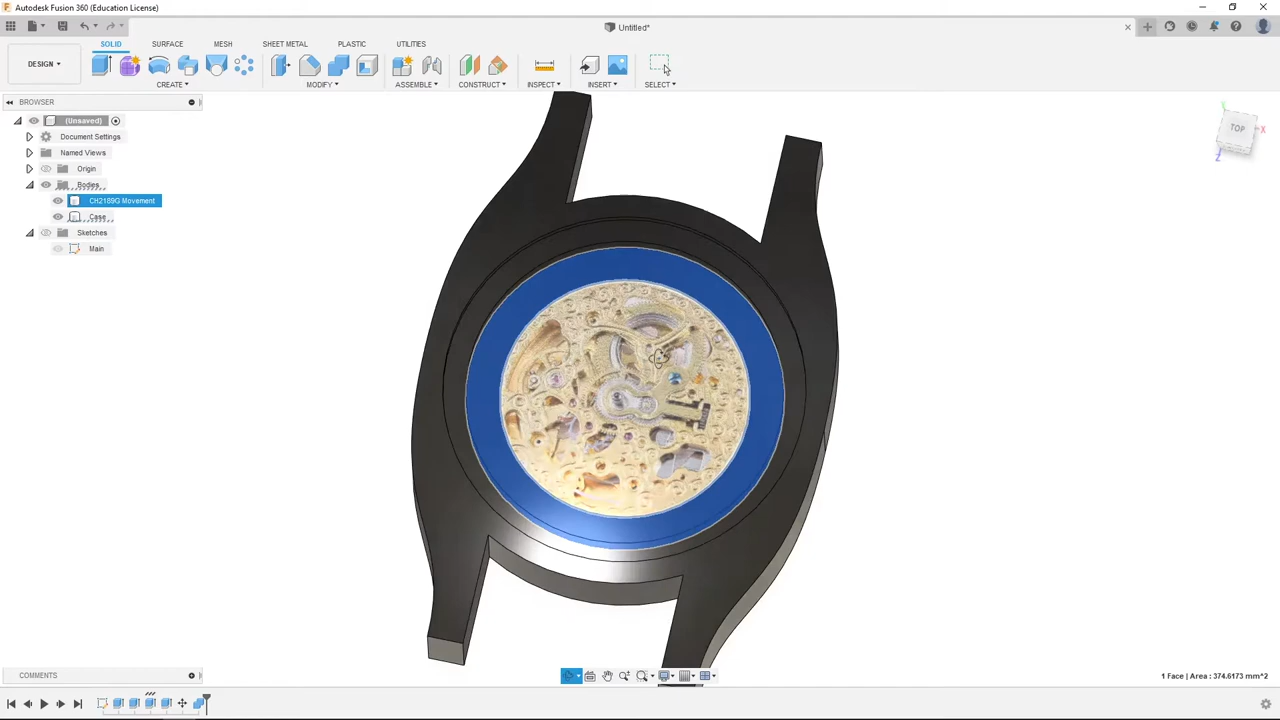 Autodesk Fusion 360 (Education License)
Untitled*
SOLID SURFACE MESH SHEET METAL PLASTIC UTILITIES
DESIGN
CREATE MODIFY ASSEMBLE CONSTRUCT INSPECT INSERT SELECT
BROWSER
(Unsaved)
Document Settings
Named Views
Origin
Bodies
CH2189G Movement
Case
Sketches
Main
Y
TOP
X
Z
COMMENTS
1 Face | Area : 374.6173 mm^2